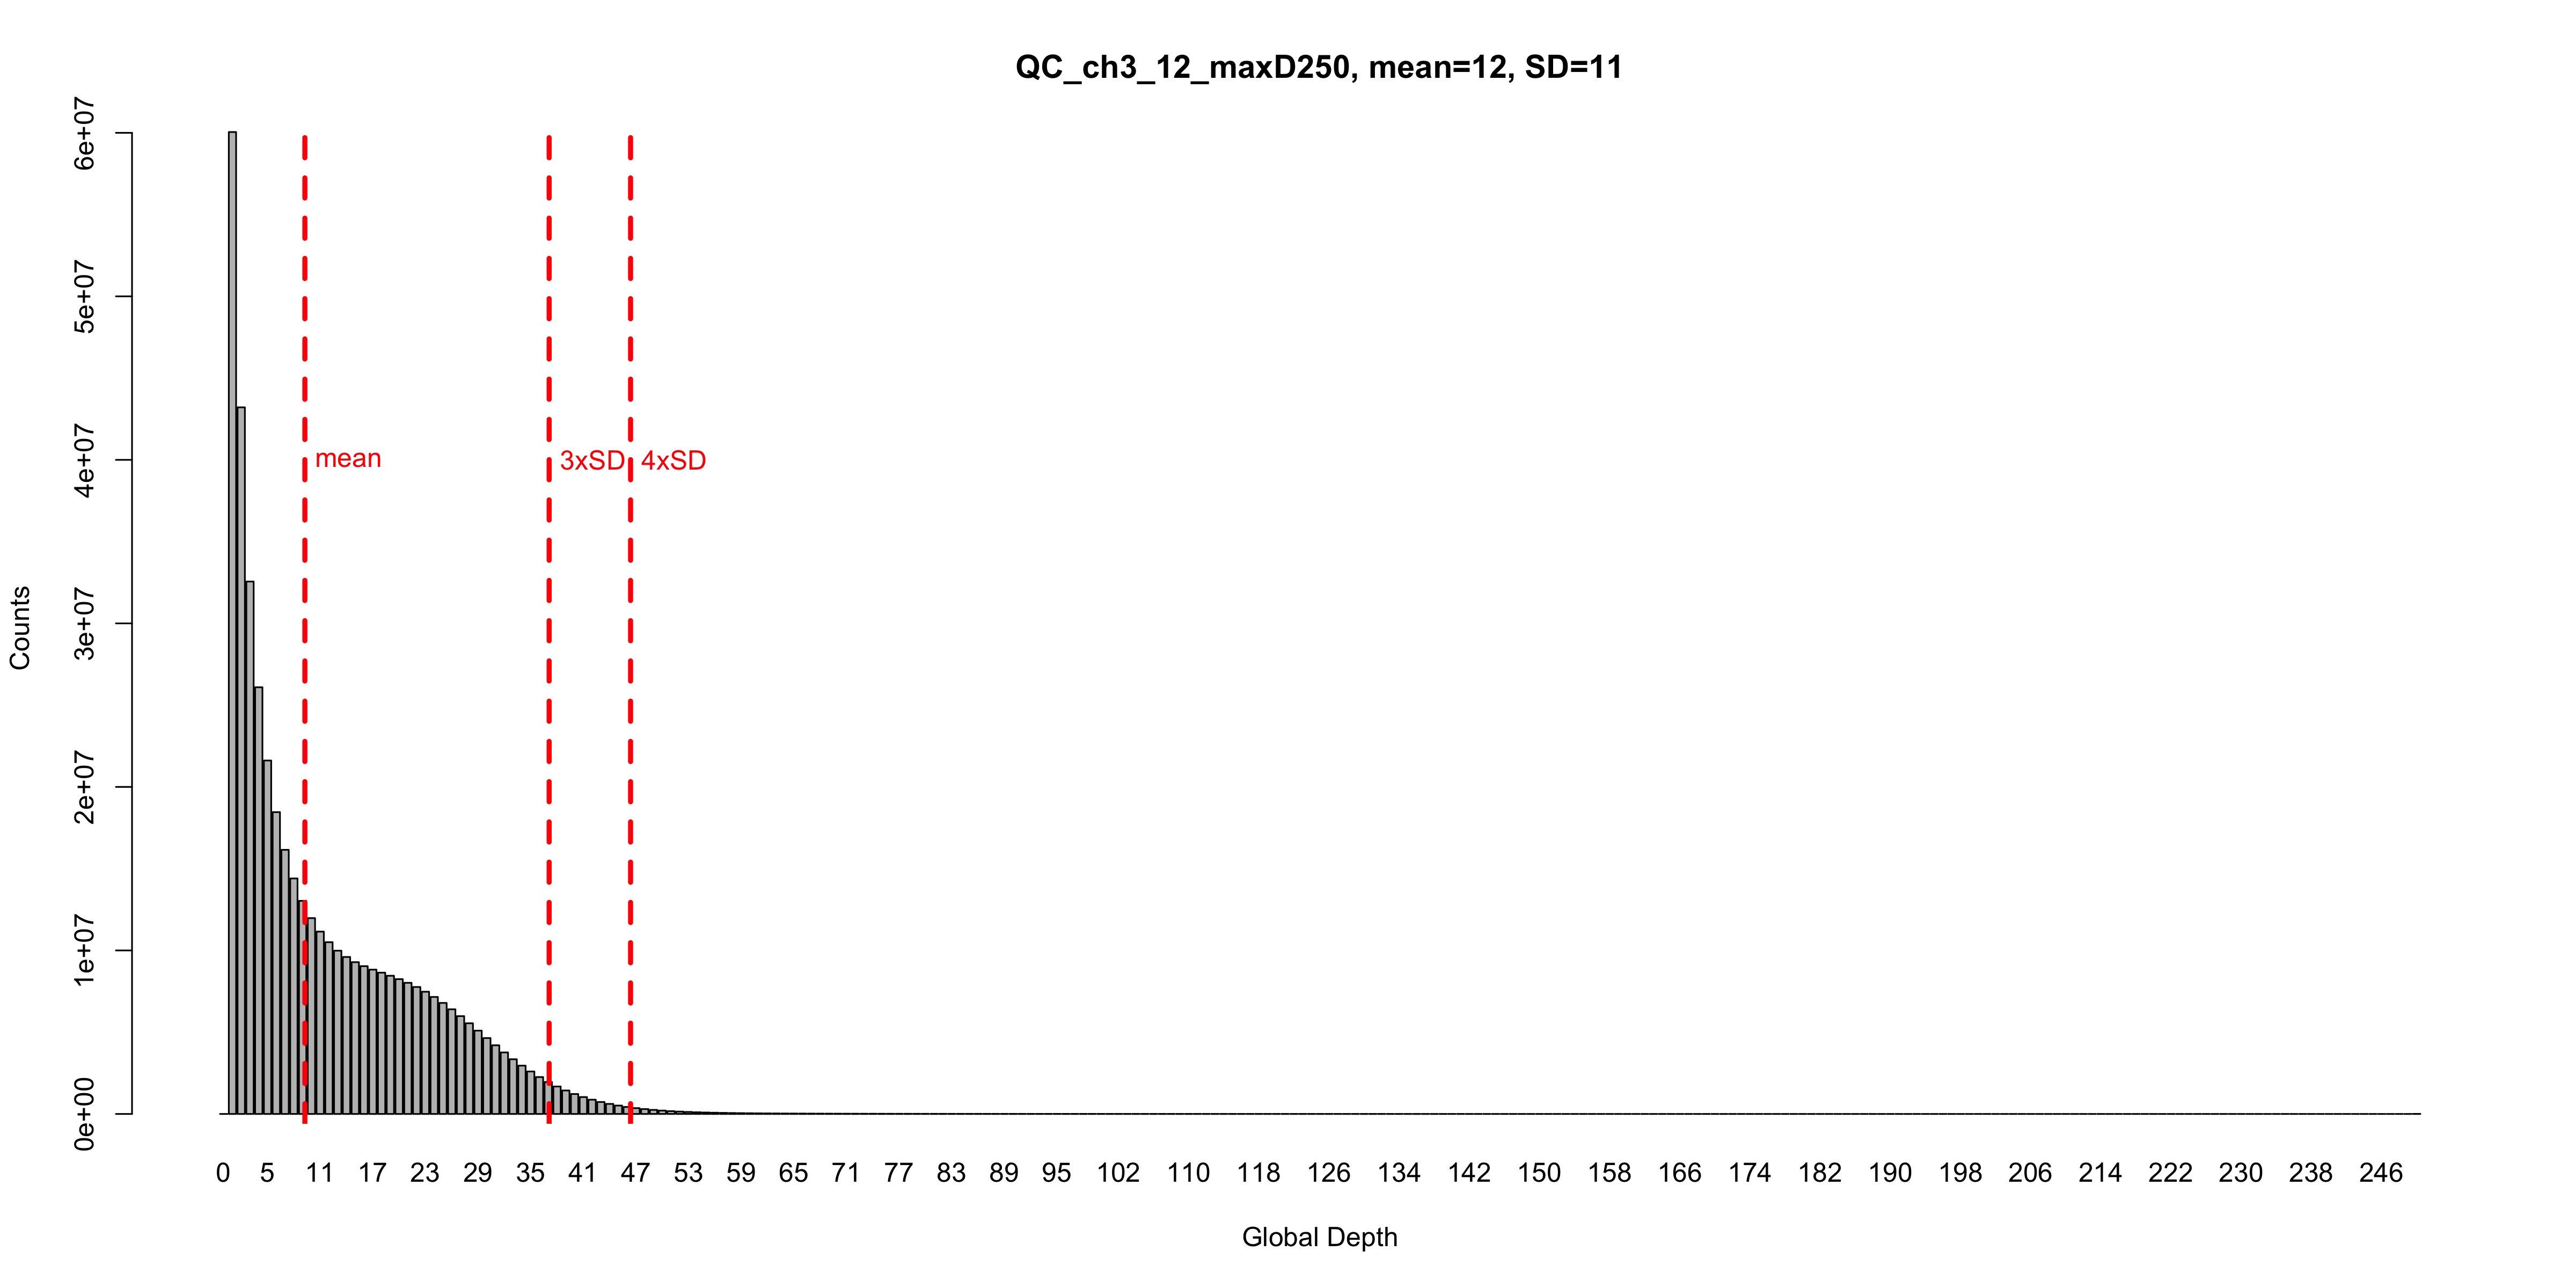 QC_ch3_12_maxD250, mean=12, SD=11
6e+07
5e+07
4e+07
3e+07
2e+07
1e+07
0e+00
Counts
mean
3xSD
4xSD
0 5 11 17 23 29 35 41 47 53 59 65 71 77 83 89 95 102 110 118 126 134 142 150 158 166 174 182 190 198 206 214 222 230 238 246
Global Depth